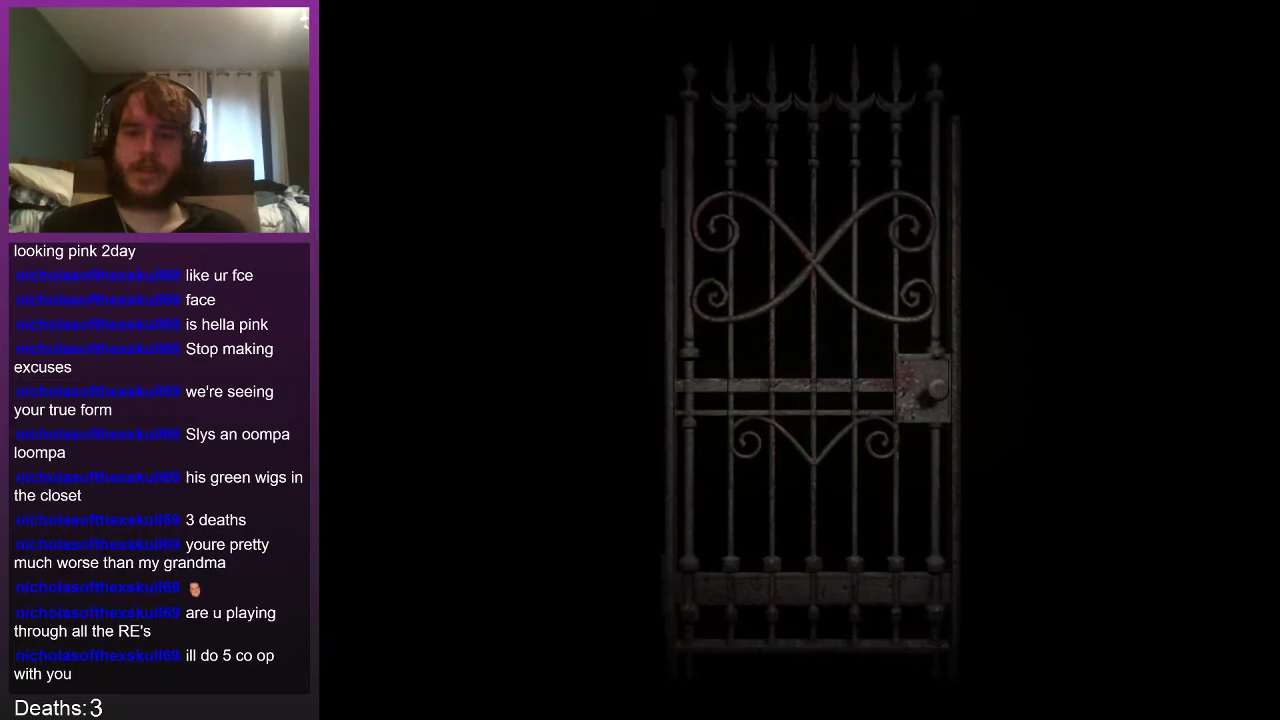 looking pink 2day
nicholasofthexskull69 like ur fce
nicholasofthexskull69 face
nicholasofthexskull69 is hella pink
nicholasofthexskull69 Stop making
excuses
nicholasofthexskull69 we're seeing
your true form
nicholasofthexskull69 Slys an oompa
loompa
nicholasofthexskull69 his green wigs in
the closet
nicholasofthexskull69 3 deaths
nicholasofthexskull69 youre pretty
much worse than my grandma
nicholasofthexskull69
nicholasofthexskull69 are u playing
through all the RE's
nicholasofthexskull69 ill do 5 co op
with you
Deaths:3